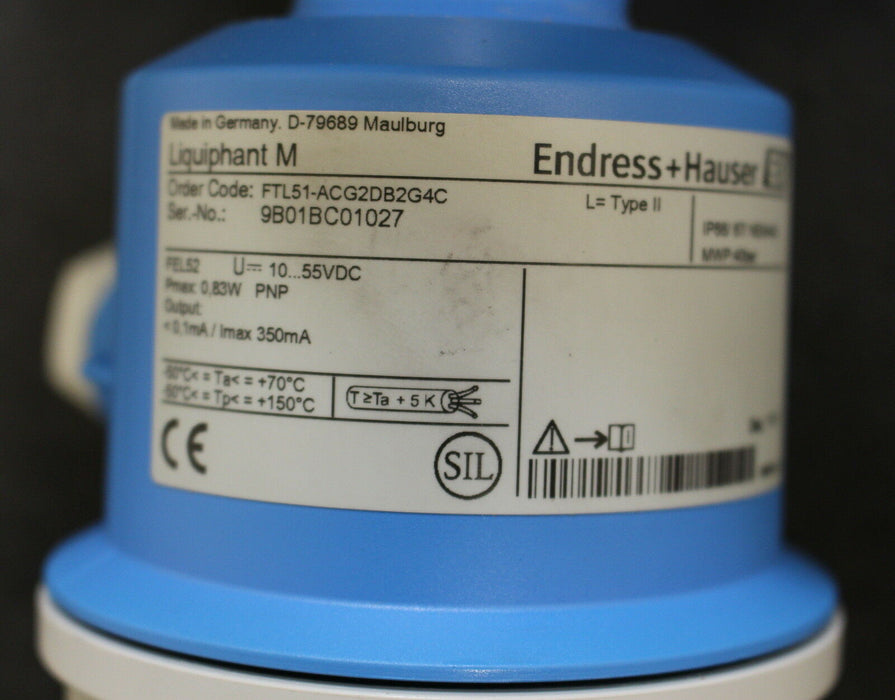 Made in Germany. D-79689 Maulburg
Liquiphant M
Endress+Hauser
Order Code: FTL51-ACG2DB2G4C
Ser.-No.: 9B01BC01027
L= Type II
MWP 40bar
FEL52 U⎓ 10...55VDC
Pmax 0,83W PNP
Output:
< 0,1mA / Imax 350mA
-50°C< = Ta< = +70°C
-50°C< = Tp< = +150°C
T ≥Ta + 5 K
CE
SIL